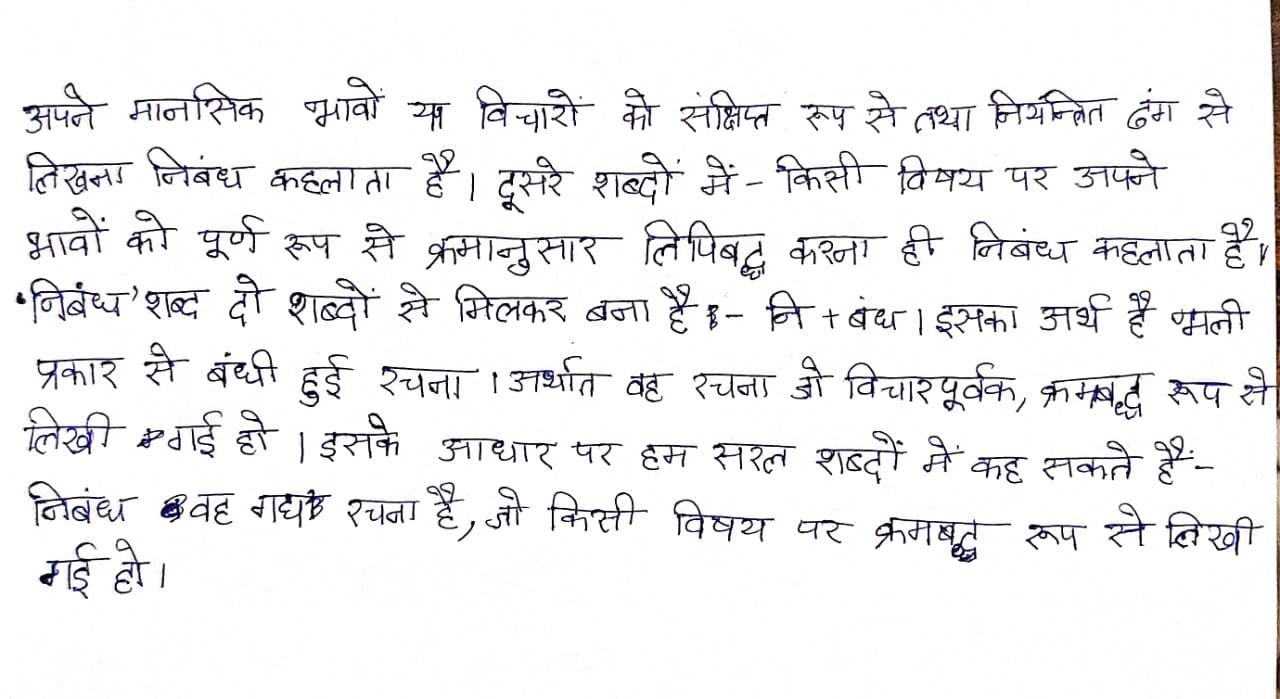 अपने मानसिक भावों या विचारों को संक्षिप्त रूप से तथा नियन्त्रित ढंग से
लिखना निबंध कहलाता है। दूसरे शब्दों में - किसी विषय पर अपने
भावों को पूर्ण रूप से क्रमानुसार लिपिबद्ध करना ही निबंध कहलाता है।
'निबंध' शब्द दो शब्दों से मिलकर बना है :- नि + बंध। इसका अर्थ है भली
प्रकार से बंधी हुई रचना । अर्थात वह रचना जो विचारपूर्वक, क्रमबद्ध रूप से
लिखी गई हो । इसके आधार पर हम सरल शब्दों में कह सकते हैं-
निबंध वह गद्य रचना है, जो किसी विषय पर क्रमबद्ध रूप से लिखी
गई हो।